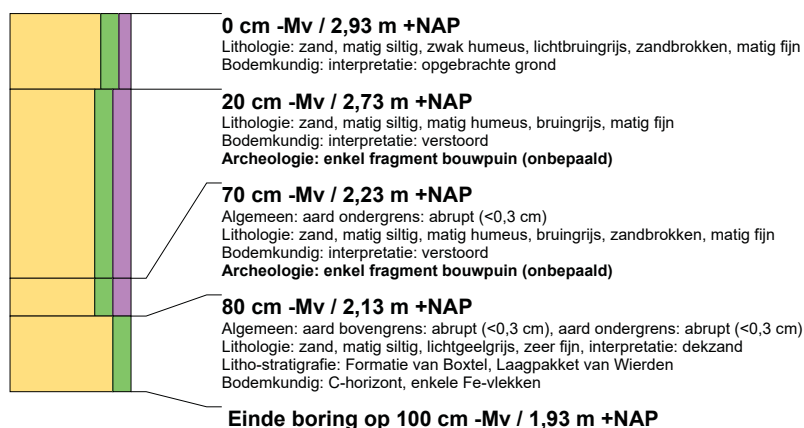 0 cm -Mv / 2,93 m +NAP
Lithologie: zand, matig siltig, zwak humeus, lichtbruingrijs, zandbrokken, matig fijn
Bodemkundig: interpretatie: opgebrachte grond
20 cm -Mv / 2,73 m +NAP
Lithologie: zand, matig siltig, matig humeus, bruingrijs, matig fijn
Bodemkundig: interpretatie: verstoord
Archeologie: enkel fragment bouwpuin (onbepaald)
70 cm -Mv / 2,23 m +NAP
Algemeen: aard ondergrens: abrupt (<0,3 cm)
Lithologie: zand, matig siltig, matig humeus, bruingrijs, zandbrokken, matig fijn
Bodemkundig: interpretatie: verstoord
Archeologie: enkel fragment bouwpuin (onbepaald)
80 cm -Mv / 2,13 m +NAP
Algemeen: aard bovengrens: abrupt (<0,3 cm), aard ondergrens: abrupt (<0,3 cm)
Lithologie: zand, matig siltig, lichtgeelgrijs, zeer fijn, interpretatie: dekzand
Litho-stratigrafie: Formatie van Boxtel, Laagpakket van Wierden
Bodemkundig: C-horizont, enkele Fe-vlekken
Einde boring op 100 cm -Mv / 1,93 m +NAP